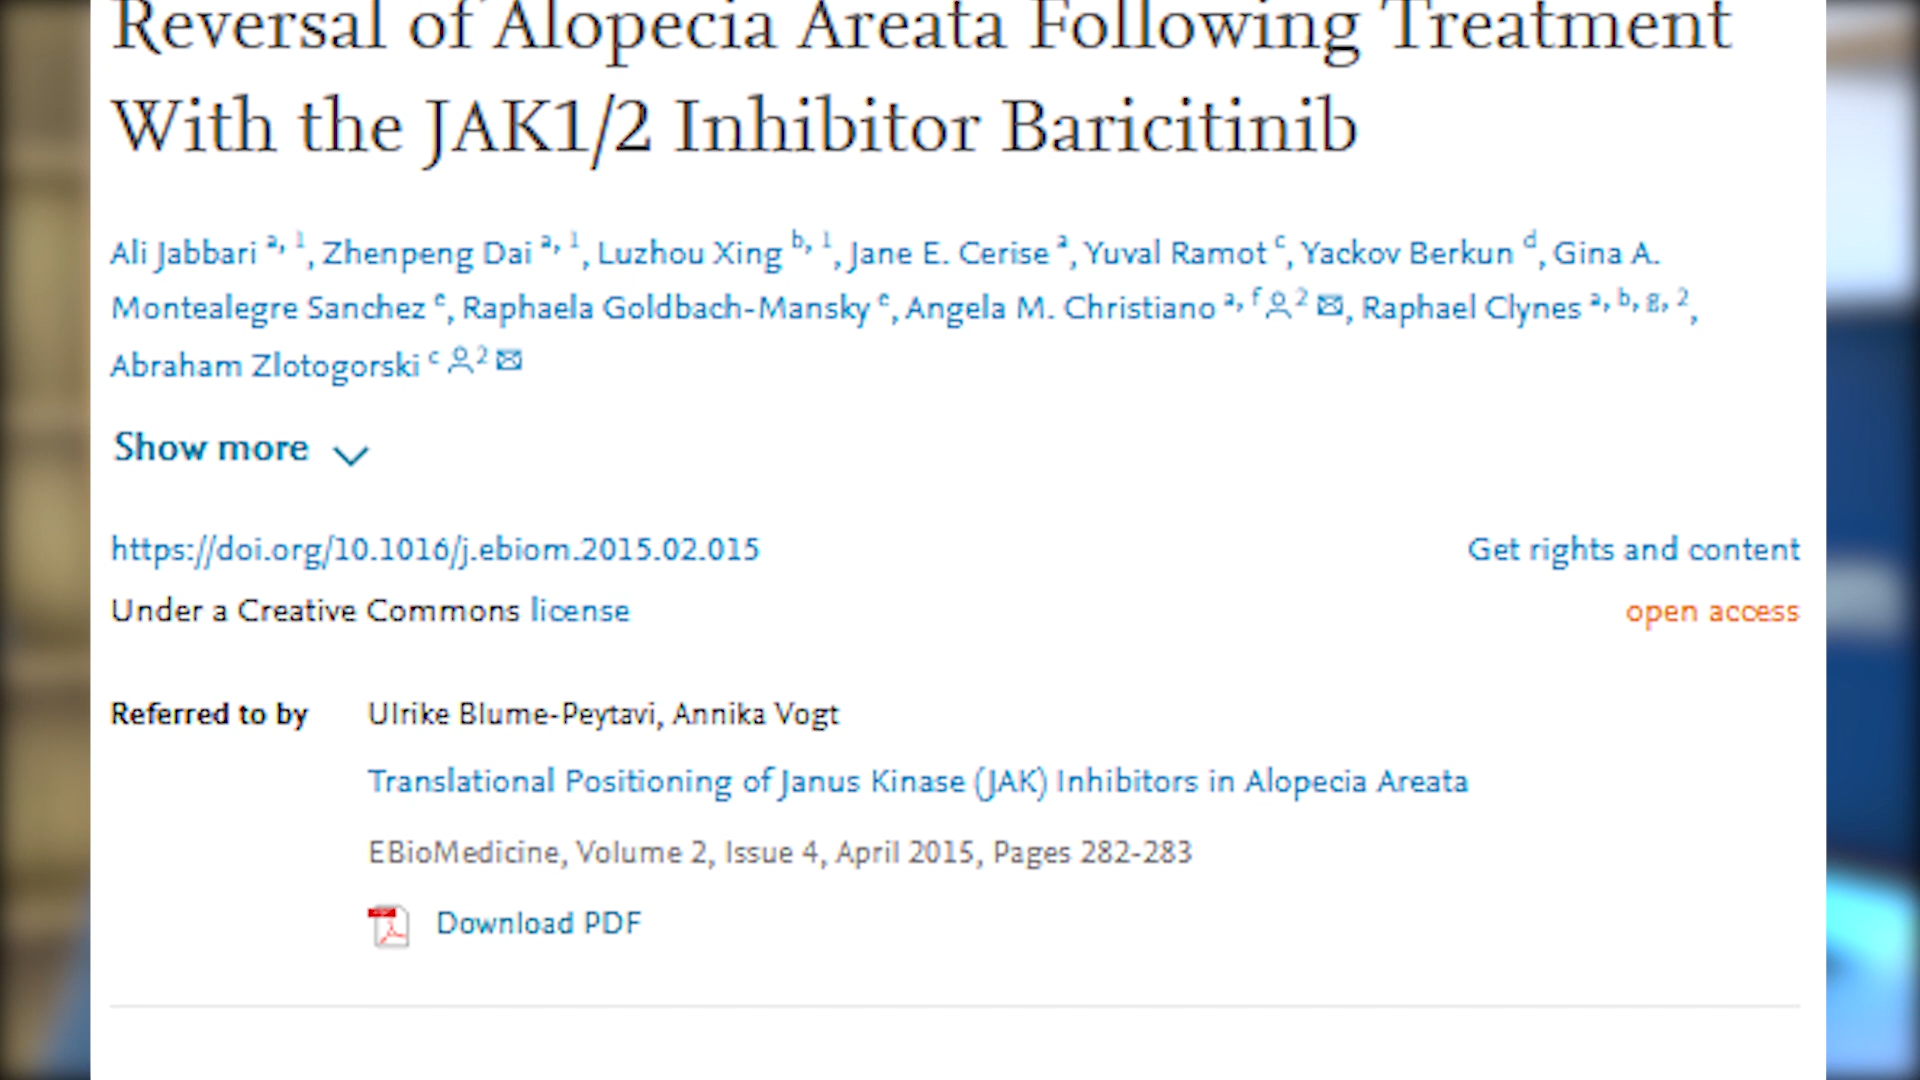 Reversal of Alopecia Areata Following Treatment
With the JAK1/2 Inhibitor Baricitinib
Ali Jabbari a, 1, Zhenpeng Dai a, 1, Luzhou Xing b, 1, Jane E. Cerise a, Yuval Ramot c, Yackov Berkun d, Gina A.
Montealegre Sanchez e, Raphaela Goldbach-Mansky e, Angela M. Christiano a, f 2, Raphael Clynes a, b, g, 2,
Abraham Zlotogorski c 2
Show more
https://doi.org/10.1016/j.ebiom.2015.02.015 Get rights and content
Under a Creative Commons license open access
Referred to by Ulrike Blume-Peytavi, Annika Vogt
Translational Positioning of Janus Kinase (JAK) Inhibitors in Alopecia Areata
EBioMedicine, Volume 2, Issue 4, April 2015, Pages 282-283
Download PDF